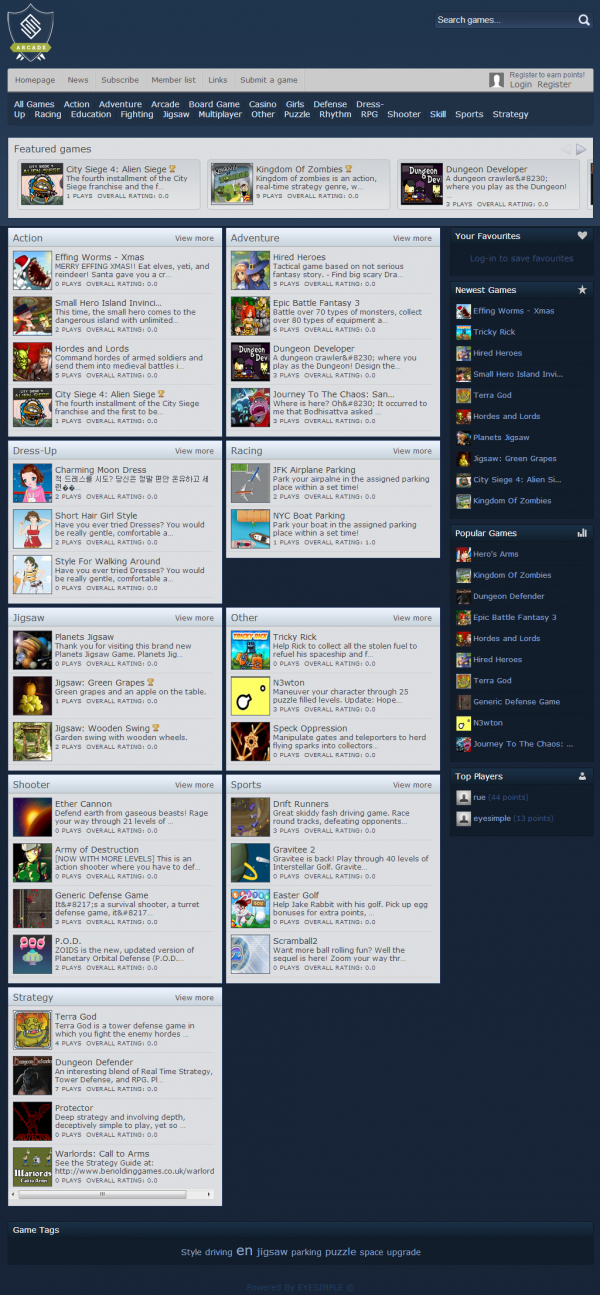 ARCADE
Search games...
Homepage News Subscribe Member list Links Submit a game
Register to earn points!
Login Register
All Games Action Adventure Arcade Board Game Casino Girls Defense Dress-
Up Racing Education Fighting Jigsaw Multiplayer Other Puzzle Rhythm RPG Shooter Skill Sports Strategy
Featured games
City Siege 4: Alien Siege
The fourth installment of the City
Siege franchise and the f...
1 PLAYS OVERALL RATING: 0.0
Kingdom Of Zombies
Kingdom of zombies is an action,
real-time strategy genre, w...
9 PLAYS OVERALL RATING: 0.0
Dungeon Developer
A dungeon crawler&#8230;
where you play as the Dungeon!
...
3 PLAYS OVERALL RATING: 0.0
Action View more
Effing Worms - Xmas
MERRY EFFING XMAS!! Eat elves, yeti, and
reindeer! Santa gave you a cr...
0 PLAYS OVERALL RATING: 0.0
Small Hero Island Invinci...
This time, the small hero comes to the
dangerous island with unlimited...
2 PLAYS OVERALL RATING: 0.0
Hordes and Lords
Command hordes of armed soldiers and
send them into medieval battles i...
5 PLAYS OVERALL RATING: 0.0
City Siege 4: Alien Siege
The fourth installment of the City Siege
franchise and the first to be...
1 PLAYS OVERALL RATING: 0.0
Adventure View more
Hired Heroes
Tactical game based on not serious
fantasy story. - Find big scary Dra...
5 PLAYS OVERALL RATING: 0.0
Epic Battle Fantasy 3
Battle over 70 types of monsters, collect
over 80 types of equipment a...
6 PLAYS OVERALL RATING: 0.0
Dungeon Developer
A dungeon crawler&#8230; where you
play as the Dungeon! Design the...
3 PLAYS OVERALL RATING: 0.0
Journey To The Chaos: San...
Where is here? Oh&#8230; It occurred to
me that Bodhisattva asked ...
3 PLAYS OVERALL RATING: 0.0
Dress-Up View more
Charming Moon Dress
적 드레스를 시도? 당신은 정말 편안 온유하고 세
련��...
2 PLAYS OVERALL RATING: 0.0
Short Hair Girl Style
Have you ever tried Dresses? You would
be really gentle, comfortable a...
2 PLAYS OVERALL RATING: 0.0
Style For Walking Around
Have you ever tried Dresses? You would
be really gentle, comfortable a...
0 PLAYS OVERALL RATING: 0.0
Racing View more
JFK Airplane Parking
Park your airpalne in the assigned parking
place within a set time!
2 PLAYS OVERALL RATING: 0.0
NYC Boat Parking
Park your boat in the assigned parking
place within a set time!
1 PLAYS OVERALL RATING: 1.0
Jigsaw View more
Planets Jigsaw
Thank you for visiting this brand new
Planets Jigsaw Game. Planets Jig...
0 PLAYS OVERALL RATING: 0.0
Jigsaw: Green Grapes
Green grapes and an apple on the table.
1 PLAYS OVERALL RATING: 0.0
Jigsaw: Wooden Swing
Garden swing with wooden wheels.
2 PLAYS OVERALL RATING: 0.0
Other View more
Tricky Rick
Help Rick to collect all the stolen fuel to
refuel his spaceship and f...
0 PLAYS OVERALL RATING: 0.0
N3wton
Maneuver your character through 25
puzzle filled levels. Update: Hope...
3 PLAYS OVERALL RATING: 0.0
Speck Oppression
Manipulate gates and teleporters to herd
flying sparks into collectors...
0 PLAYS OVERALL RATING: 0.0
Shooter View more
Ether Cannon
Defend earth from gaseous beasts! Rage
your way through 21 levels of ...
0 PLAYS OVERALL RATING: 0.0
Army of Destruction
[NOW WITH MORE LEVELS] This is an
action shooter where you have to def...
0 PLAYS OVERALL RATING: 0.0
Generic Defense Game
It&#8217;s a survival shooter, a turret
defense game, it&#8217...
3 PLAYS OVERALL RATING: 0.0
P.O.D.
ZOIDS is the new, updated version of
Planetary Orbital Defense (P.O.D...
2 PLAYS OVERALL RATING: 0.0
Sports View more
Drift Runners
Great skiddy fash driving game. Race
round tracks, defeating opponents...
3 PLAYS OVERALL RATING: 0.0
Gravitee 2
Gravitee is back! Play through 40 levels of
Interstellar Golf. Gravite...
0 PLAYS OVERALL RATING: 0.0
Easter Golf
Help Jake Rabbit with his golf. Pick up egg
bonuses for extra points, ...
0 PLAYS OVERALL RATING: 0.0
Scramball2
Want more ball rolling fun? Well the
sequel is here! Zoom your way thr...
0 PLAYS OVERALL RATING: 0.0
Strategy View more
Terra God
Terra God is a tower defense game in
which you fight the enemy hordes ...
4 PLAYS OVERALL RATING: 0.0
Dungeon Defender
An interesting blend of Real Time Strategy,
Tower Defense, and RPG. Pl...
7 PLAYS OVERALL RATING: 0.0
Protector
Deep strategy and involving depth,
deceptively simple to play, yet so ...
0 PLAYS OVERALL RATING: 0.0
Warlords: Call to Arms
See the Strategy Guide at:
http://www.benoldinggames.co.uk/warlord
0 PLAYS OVERALL RATING: 0.0
Your Favourites
Log-in to save favourites
Newest Games
Effing Worms - Xmas
Tricky Rick
Hired Heroes
Small Hero Island Invi...
Terra God
Hordes and Lords
Planets Jigsaw
Jigsaw: Green Grapes
City Siege 4: Alien Si...
Kingdom Of Zombies
Popular Games
Hero's Arms
Kingdom Of Zombies
Dungeon Defender
Epic Battle Fantasy 3
Hordes and Lords
Hired Heroes
Terra God
Generic Defense Game
N3wton
Journey To The Chaos: ...
Top Players
rue (44 points)
eyesimple (13 points)
Game Tags
Style driving en jigsaw parking puzzle space upgrade
Powered By EYESIMPLE ©